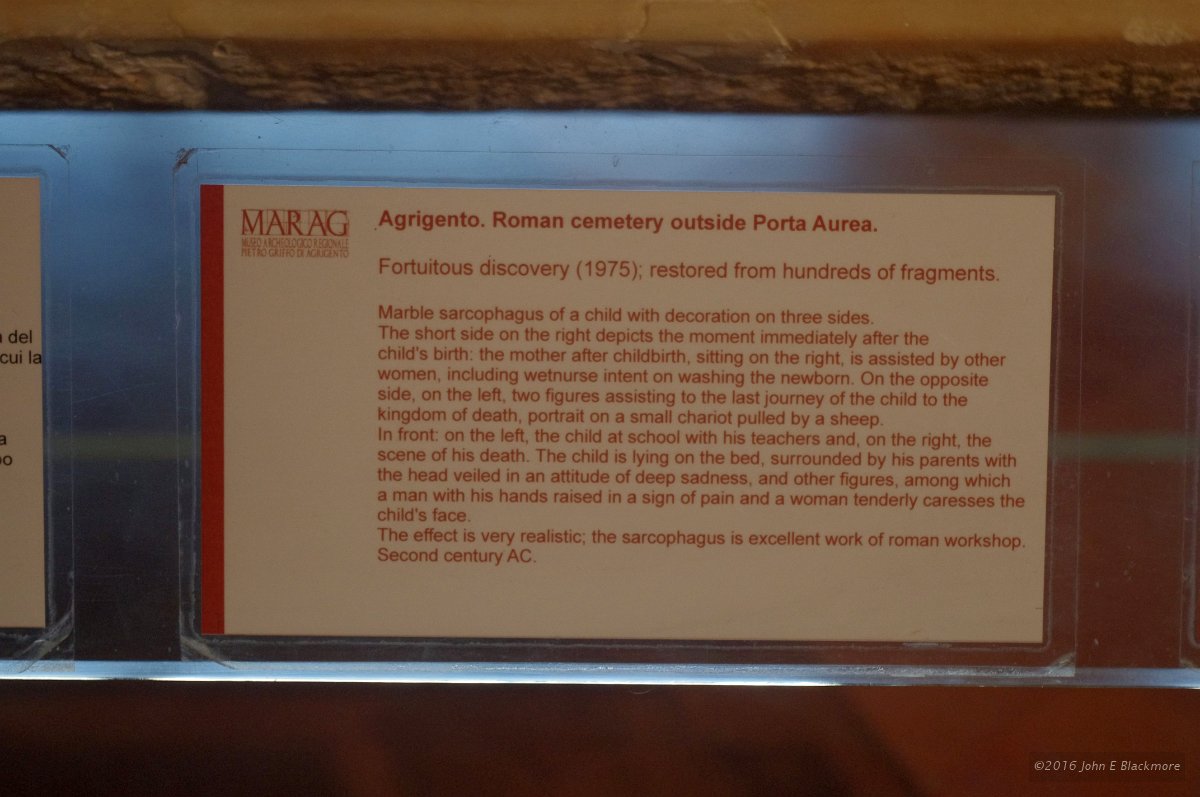 MARAG
MUSEO ARCHEOLOGICO REGIONALE
PIETRO GRIFFO DI AGRIGENTO
Agrigento. Roman cemetery outside Porta Aurea.
Fortuitous discovery (1975); restored from hundreds of fragments.
Marble sarcophagus of a child with decoration on three sides.
The short side on the right depicts the moment immediately after the
child's birth: the mother after childbirth, sitting on the right, is assisted by other
women, including wetnurse intent on washing the newborn. On the opposite
side, on the left, two figures assisting to the last journey of the child to the
kingdom of death, portrait on a small chariot pulled by a sheep.
In front: on the left, the child at school with his teachers and, on the right, the
scene of his death. The child is lying on the bed, surrounded by his parents with
the head veiled in an attitude of deep sadness, and other figures, among which
a man with his hands raised in a sign of pain and a woman tenderly caresses the
child's face.
The effect is very realistic; the sarcophagus is excellent work of roman workshop.
Second century AC.
del
cui la
©2016 John E Blackmore